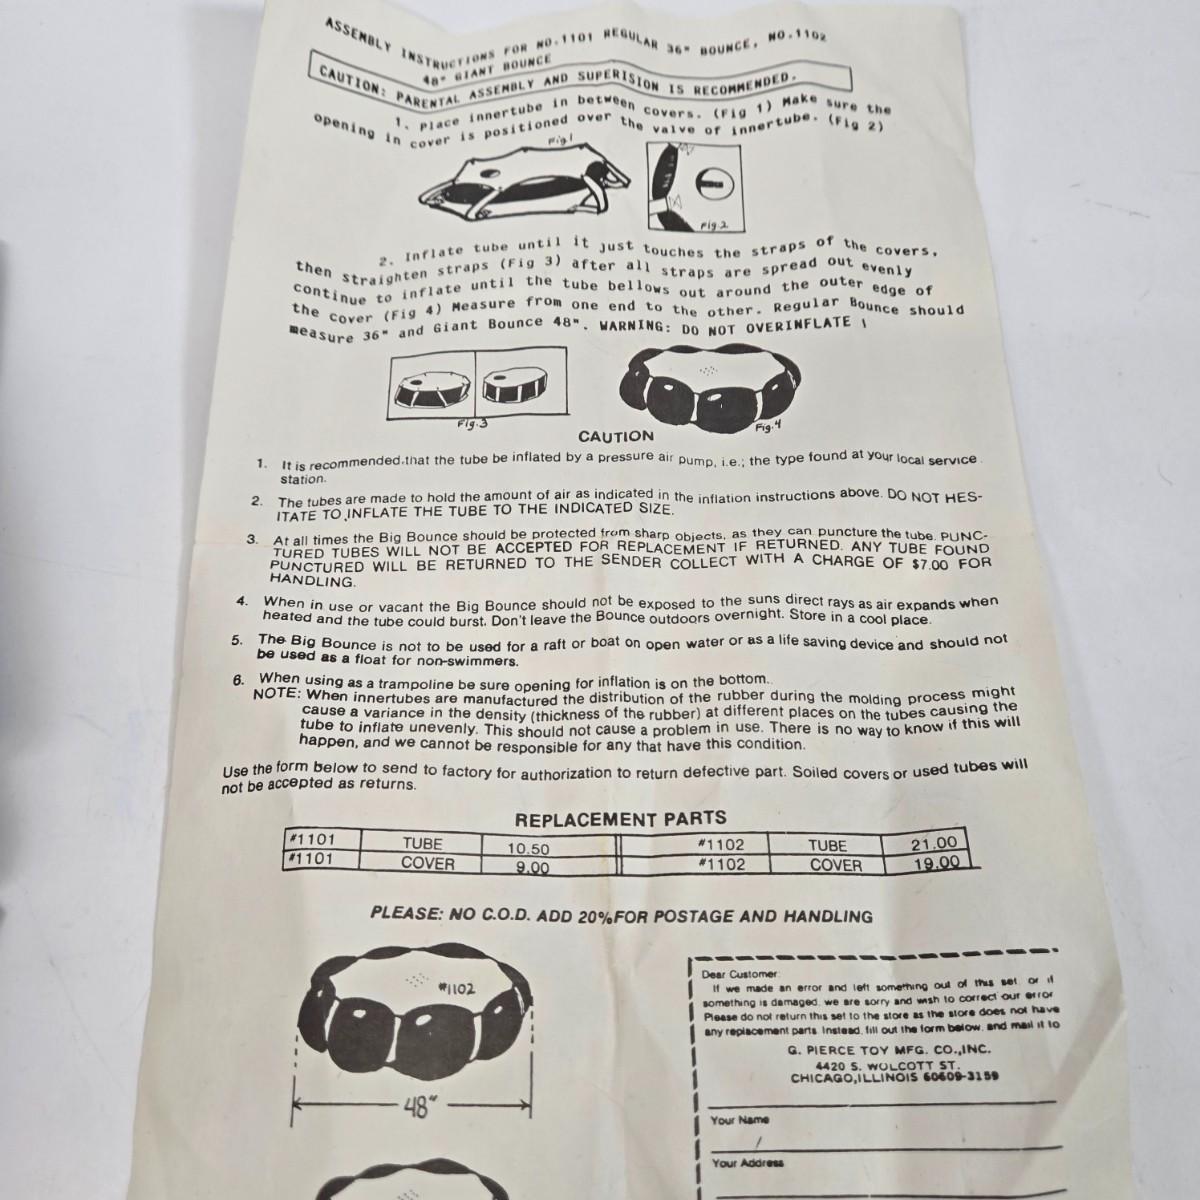 ASSEMBLY INSTRUCTIONS FOR NO.1101 REGULAR 36" BOUNCE, NO.1102
48" GIANT BOUNCE
CAUTION: PARENTAL ASSEMBLY AND SUPERISION IS RECOMMENDED.
1. Place innertube in between covers. (Fig 1) Make sure the
opening in cover is positioned over the valve of innertube. (Fig 2)
Fig.1
Fig.2
2. Inflate tube until it just touches the straps of the covers,
then straighten straps (Fig 3) after all straps are spread out evenly
continue to inflate until the tube bellows out around the outer edge of
the cover (Fig 4) Measure from one end to the other. Regular Bounce should
measure 36" and Giant Bounce 48". WARNING: DO NOT OVERINFLATE !
Fig.3
Fig.4
CAUTION
1. It is recommended that the tube be inflated by a pressure air pump, i.e.; the type found at your local service
station.
2. The tubes are made to hold the amount of air as indicated in the inflation instructions above. DO NOT HES-
ITATE TO INFLATE THE TUBE TO THE INDICATED SIZE.
3. At all times the Big Bounce should be protected from sharp objects, as they can puncture the tube. PUNC-
TURED TUBES WILL NOT BE ACCEPTED FOR REPLACEMENT IF RETURNED. ANY TUBE FOUND
PUNCTURED WILL BE RETURNED TO THE SENDER COLLECT WITH A CHARGE OF $7.00 FOR
HANDLING.
4. When in use or vacant the Big Bounce should not be exposed to the suns direct rays as air expands when
heated and the tube could burst. Don't leave the Bounce outdoors overnight. Store in a cool place.
5. The Big Bounce is not to be used for a raft or boat on open water or as a life saving device and should not
be used as a float for non-swimmers.
6. When using as a trampoline be sure opening for inflation is on the bottom.
NOTE: When innertubes are manufactured the distribution of the rubber during the molding process might
cause a variance in the density (thickness of the rubber) at different places on the tubes causing the
tube to inflate unevenly. This should not cause a problem in use. There is no way to know if this will
happen, and we cannot be responsible for any that have this condition.
Use the form below to send to factory for authorization to return defective part. Soiled covers or used tubes will
not be accepted as returns.
REPLACEMENT PARTS
#1101 TUBE 10.50 #1102 TUBE 21.00
#1101 COVER 9.00 #1102 COVER 19.00
PLEASE: NO C.O.D. ADD 20% FOR POSTAGE AND HANDLING
#1102
48"
Dear Customer:
If we made an error and left something out of this set or if
something is damaged, we are sorry and wish to correct our error
Please do not return this set to the store as the store does not have
any replacement parts. Instead, fill out the form below, and mail it to
G. PIERCE TOY MFG. CO.,INC.
4420 S. WOLCOTT ST.
CHICAGO,ILLINOIS 60609-3159
Your Name
Your Address